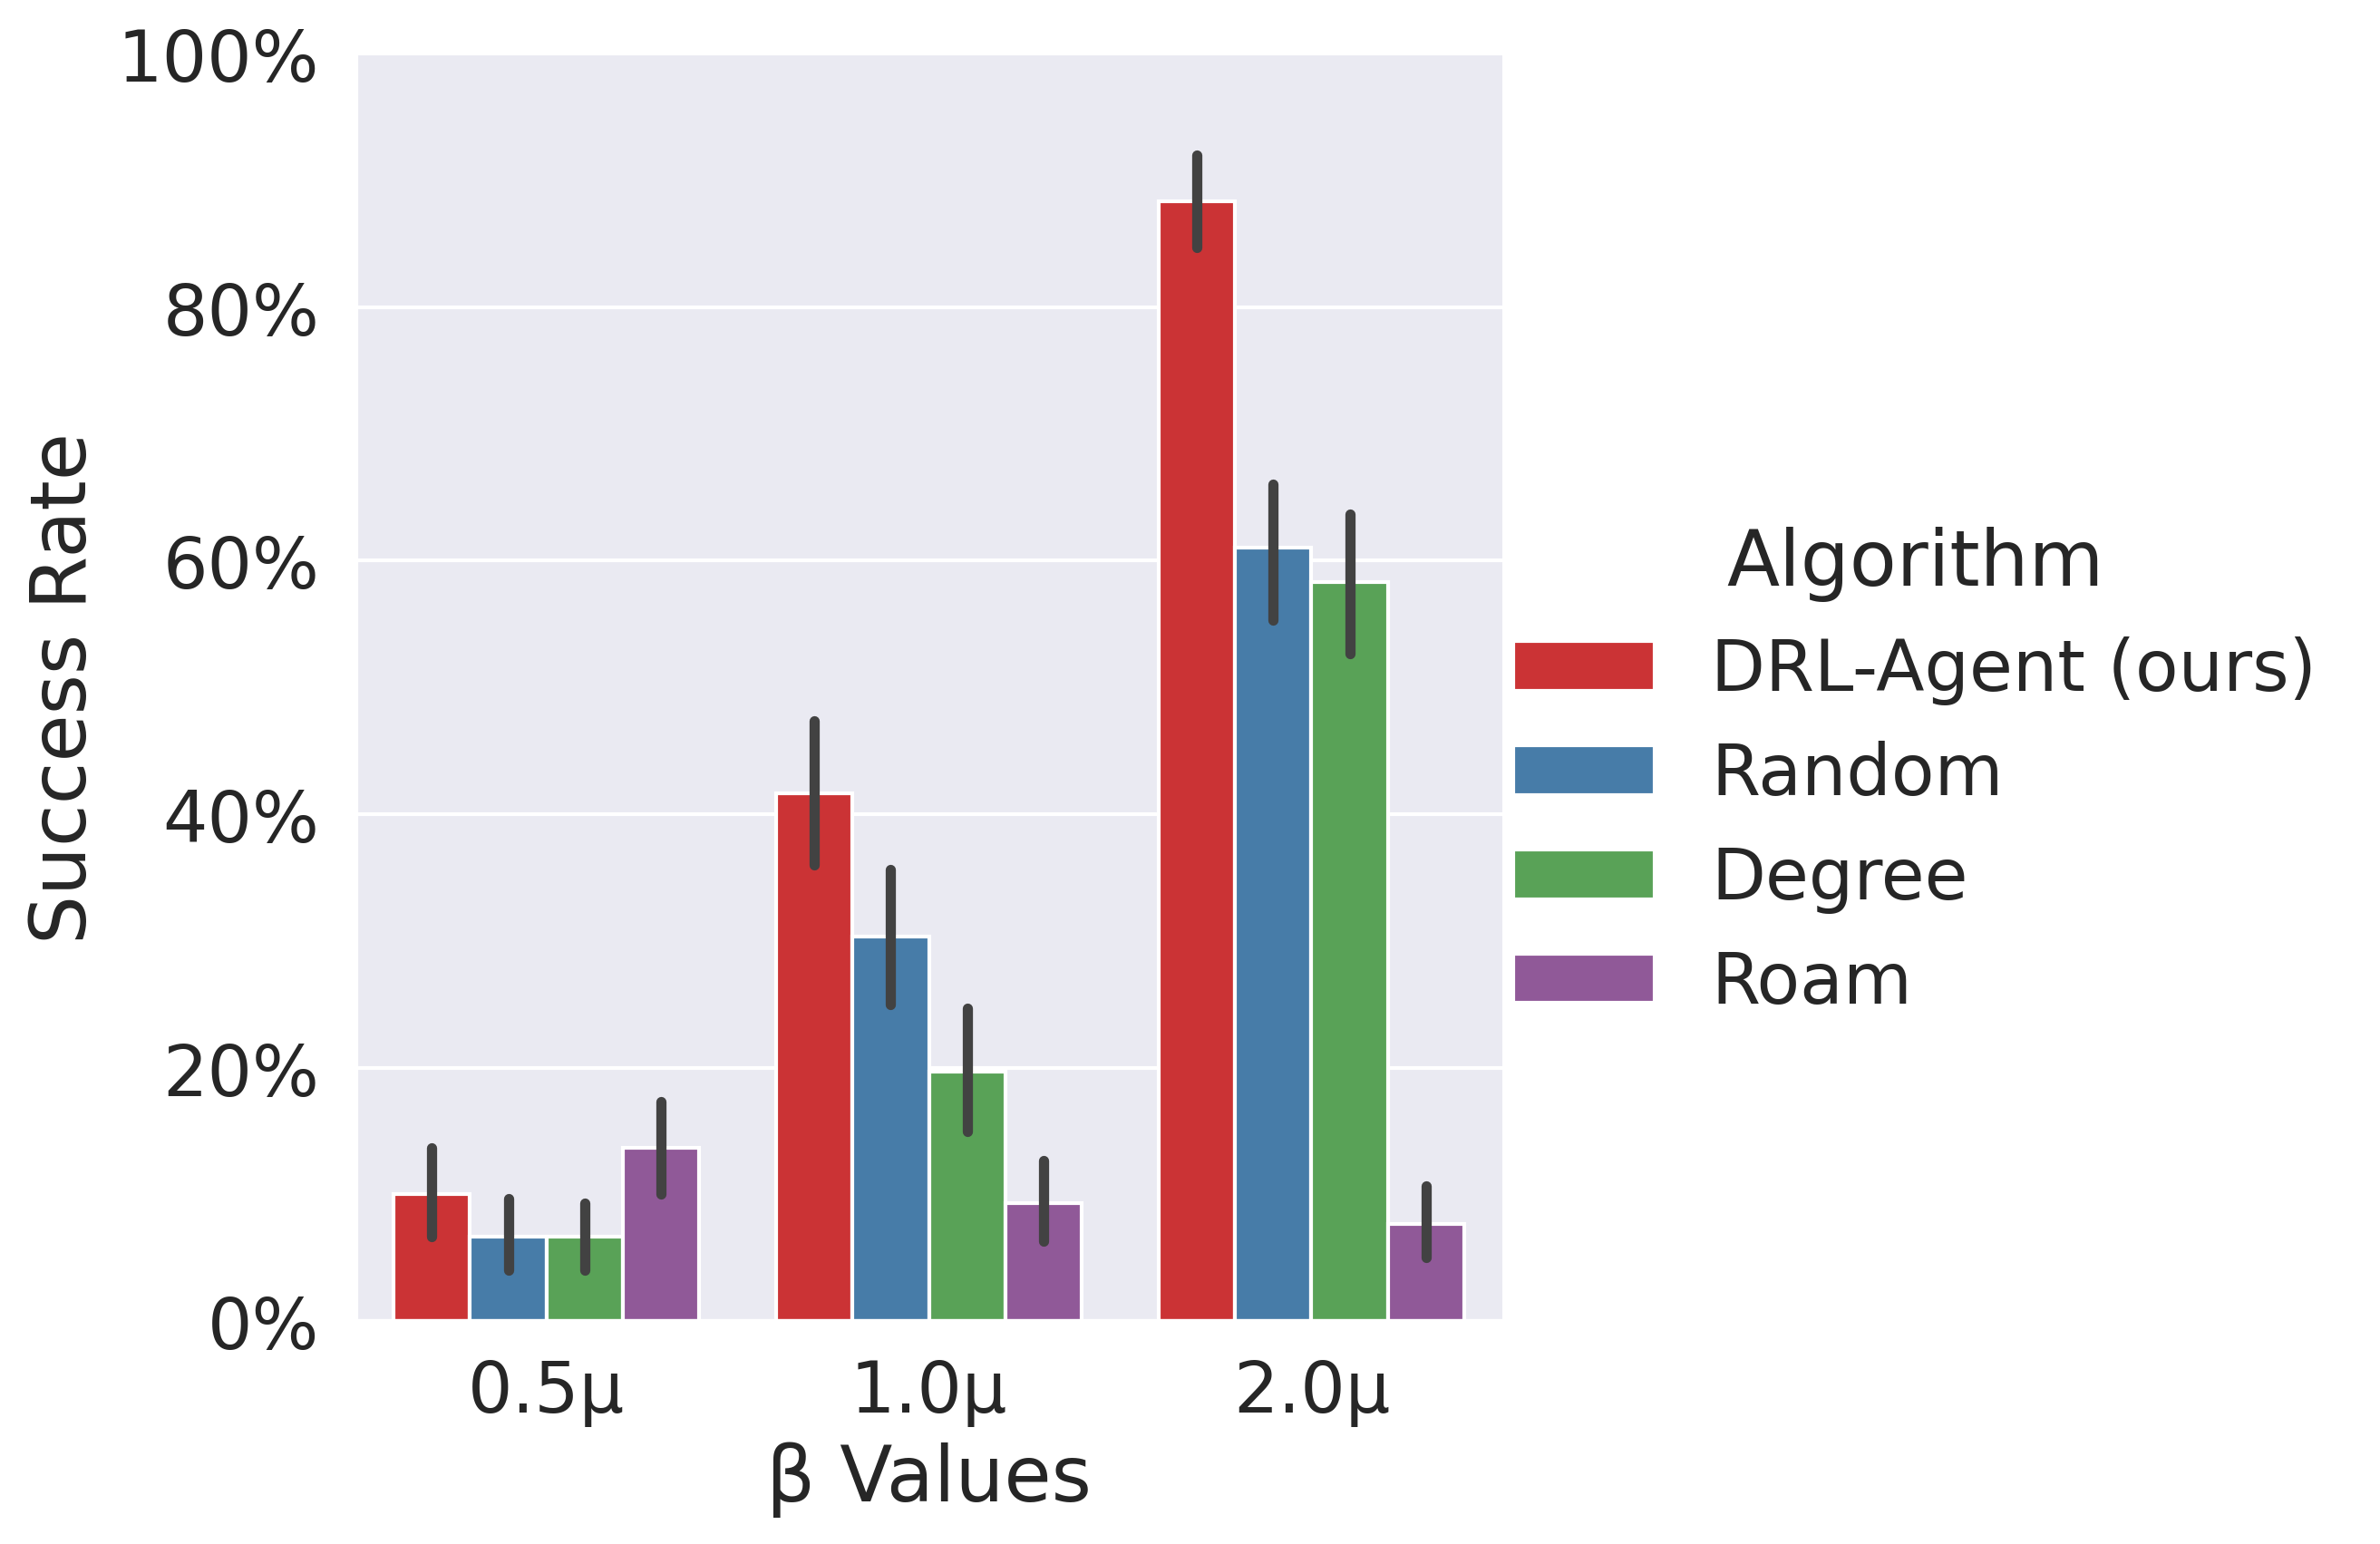 100%
80%
60%
40%
20%
0%
Success Rate
0.5µ
1.0µ
2.0µ
β Values
Algorithm
DRL-Agent (ours)
Random
Degree
Roam